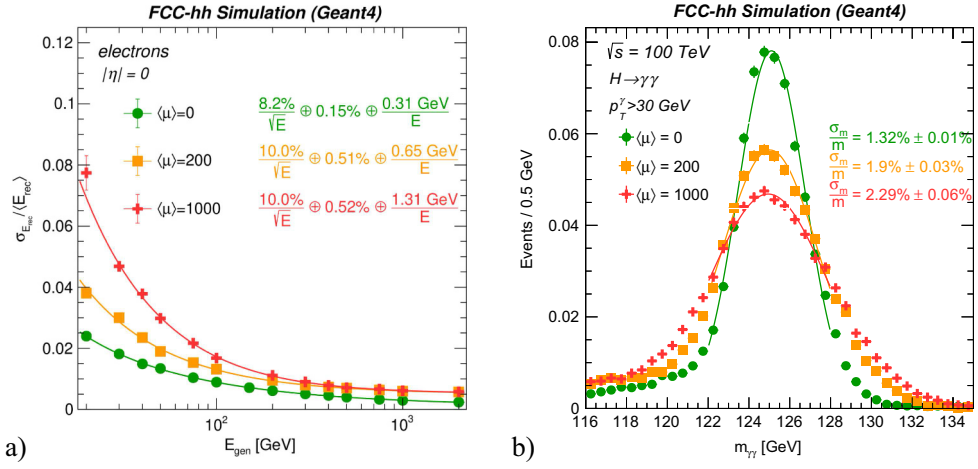 FCC-hh Simulation (Geant4)
electrons
|η| = 0
⟨μ⟩=0 8.2%/√E ⊕ 0.15% ⊕ 0.31 GeV/E
⟨μ⟩=200 10.0%/√E ⊕ 0.51% ⊕ 0.65 GeV/E
⟨μ⟩=1000 10.0%/√E ⊕ 0.52% ⊕ 1.31 GeV/E
σ_E_rec / ⟨E_rec⟩
0.12
0.1
0.08
0.06
0.04
0.02
0
10² 10³
E_gen [GeV]
a)
FCC-hh Simulation (Geant4)
√s = 100 TeV
H→γγ
p_T^γ>30 GeV
⟨μ⟩ = 0 σ_m/m = 1.32% ± 0.01%
⟨μ⟩ = 200 σ_m/m = 1.9% ± 0.03%
⟨μ⟩ = 1000 σ_m/m = 2.29% ± 0.06%
Events / 0.5 GeV
0.08
0.06
0.04
0.02
0.00
116 118 120 122 124 126 128 130 132 134
m_γγ [GeV]
b)